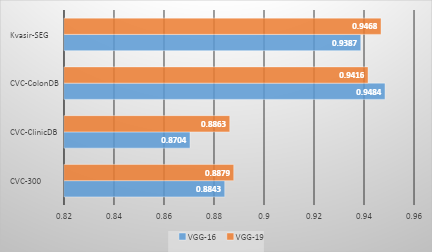 Kvasir-SEG
0.9468
0.9387
CVC-ColonDB
0.9416
0.9484
CVC-ClinicDB
0.8863
0.8704
CVC-300
0.8879
0.8843
0.82 0.84 0.86 0.88 0.9 0.92 0.94 0.96
VGG-16 VGG-19